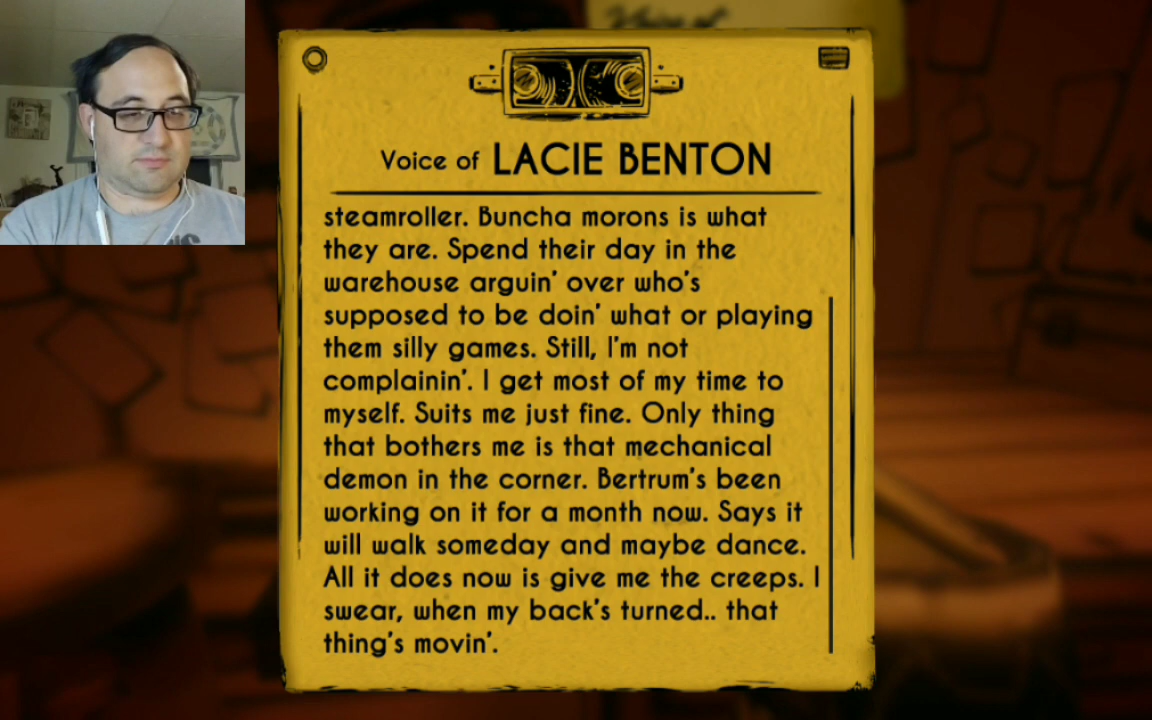 Voice of
Voice of LACIE BENTON
steamroller. Buncha morons is what
they are. Spend their day in the
warehouse arguin' over who's
supposed to be doin' what or playing
them silly games. Still, I'm not
complainin'. I get most of my time to
myself. Suits me just fine. Only thing
that bothers me is that mechanical
demon in the corner. Bertrum's been
working on it for a month now. Says it
will walk someday and maybe dance.
All it does now is give me the creeps. I
swear, when my back's turned.. that
thing's movin'.